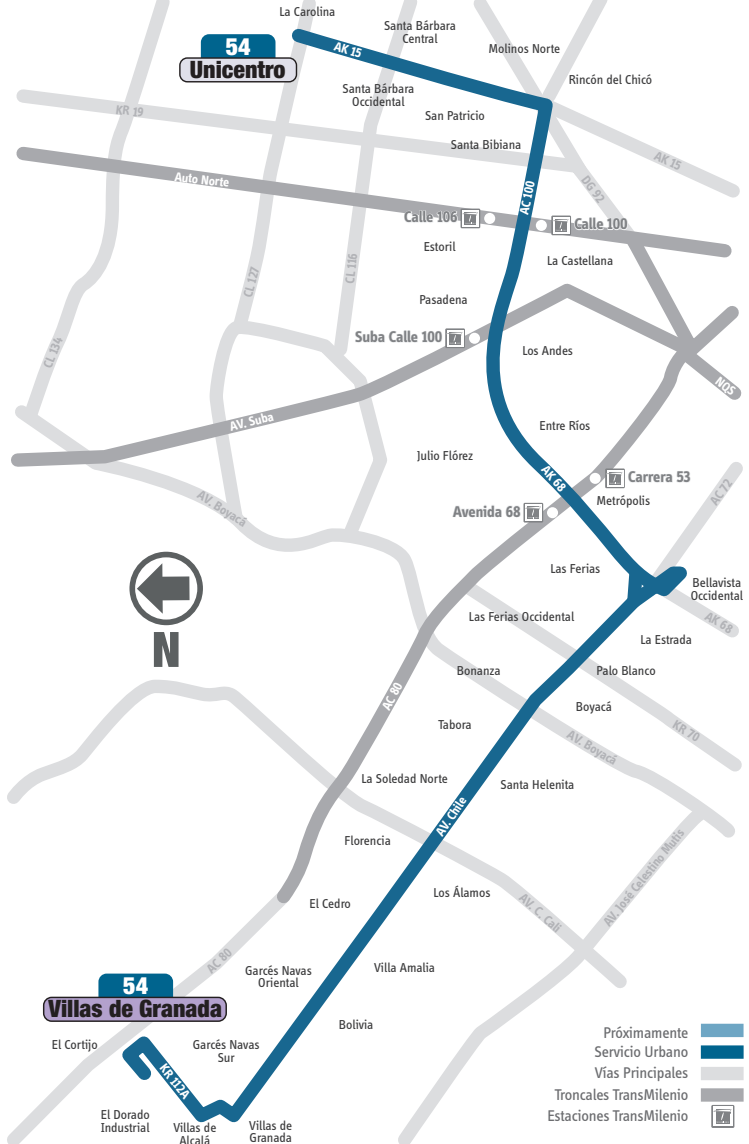 La Carolina
54
Unicentro
AK 15
Santa Bárbara
Central
Molinos Norte
Rincón del Chicó
Santa Bárbara
Occidental
KR 19
San Patricio
Santa Bibiana
AK 15
Auto Norte
AC 100
DG 92
Calle 106
Calle 100
Estoril
La Castellana
CL 127
CL 116
Pasadena
Suba Calle 100
CL 134
Los Andes
NQS
AV. Suba
Entre Ríos
Julio Flórez
AK 68
Carrera 53
AC 72
AV. Boyacá
Metrópolis
Avenida 68
Las Ferias
Bellavista
Occidental
N
Las Ferias Occidental
AK 68
La Estrada
Bonanza
Palo Blanco
AC 80
Boyacá
Tabora
KR 70
AV. Boyacá
La Soledad Norte
Santa Helenita
AV. Chile
Florencia
AV. José Celestino Mutis
Los Álamos
El Cedro
AV. C. Cali
AC 80
Garcés Navas
Oriental
Villa Amalia
54
Villas de Granada
Bolivia
El Cortijo
Garcés Navas
Sur
KR 112A
El Dorado
Industrial
Villas de
Alcalá
Villas de
Granada
Próximamente
Servicio Urbano
Vías Principales
Troncales TransMilenio
Estaciones TransMilenio